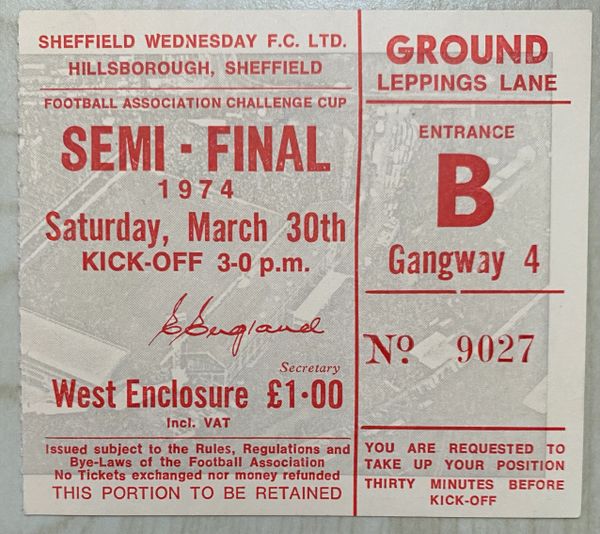 SHEFFIELD WEDNESDAY F.C. LTD.
HILLSBOROUGH, SHEFFIELD
FOOTBALL ASSOCIATION CHALLENGE CUP
SEMI - FINAL
1974
Saturday, March 30th
KICK-OFF 3-0 p.m.
E England
Secretary
West Enclosure £1·00
Incl. VAT
Issued subject to the Rules, Regulations and
Bye-Laws of the Football Association
No Tickets exchanged nor money refunded
THIS PORTION TO BE RETAINED
GROUND
LEPPINGS LANE
ENTRANCE
B
Gangway 4
No. 9027
YOU ARE REQUESTED TO
TAKE UP YOUR POSITION
THIRTY MINUTES BEFORE
KICK-OFF